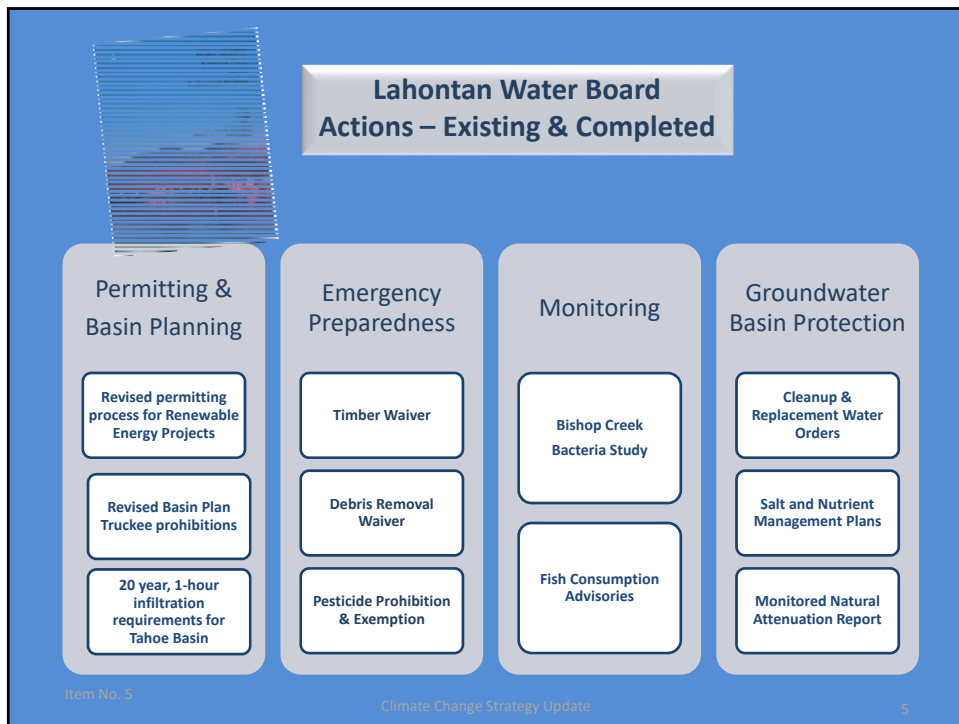 Lahontan Water Board
Actions – Existing & Completed
Permitting &
Basin Planning
Revised permitting
process for Renewable
Energy Projects
Revised Basin Plan
Truckee prohibitions
20 year, 1-hour
infiltration
requirements for
Tahoe Basin
Emergency
Preparedness
Timber Waiver
Debris Removal
Waiver
Pesticide Prohibition
& Exemption
Monitoring
Bishop Creek
Bacteria Study
Fish Consumption
Advisories
Groundwater
Basin Protection
Cleanup &
Replacement Water
Orders
Salt and Nutrient
Management Plans
Monitored Natural
Attenuation Report
Item No. 5
Climate Change Strategy Update
5